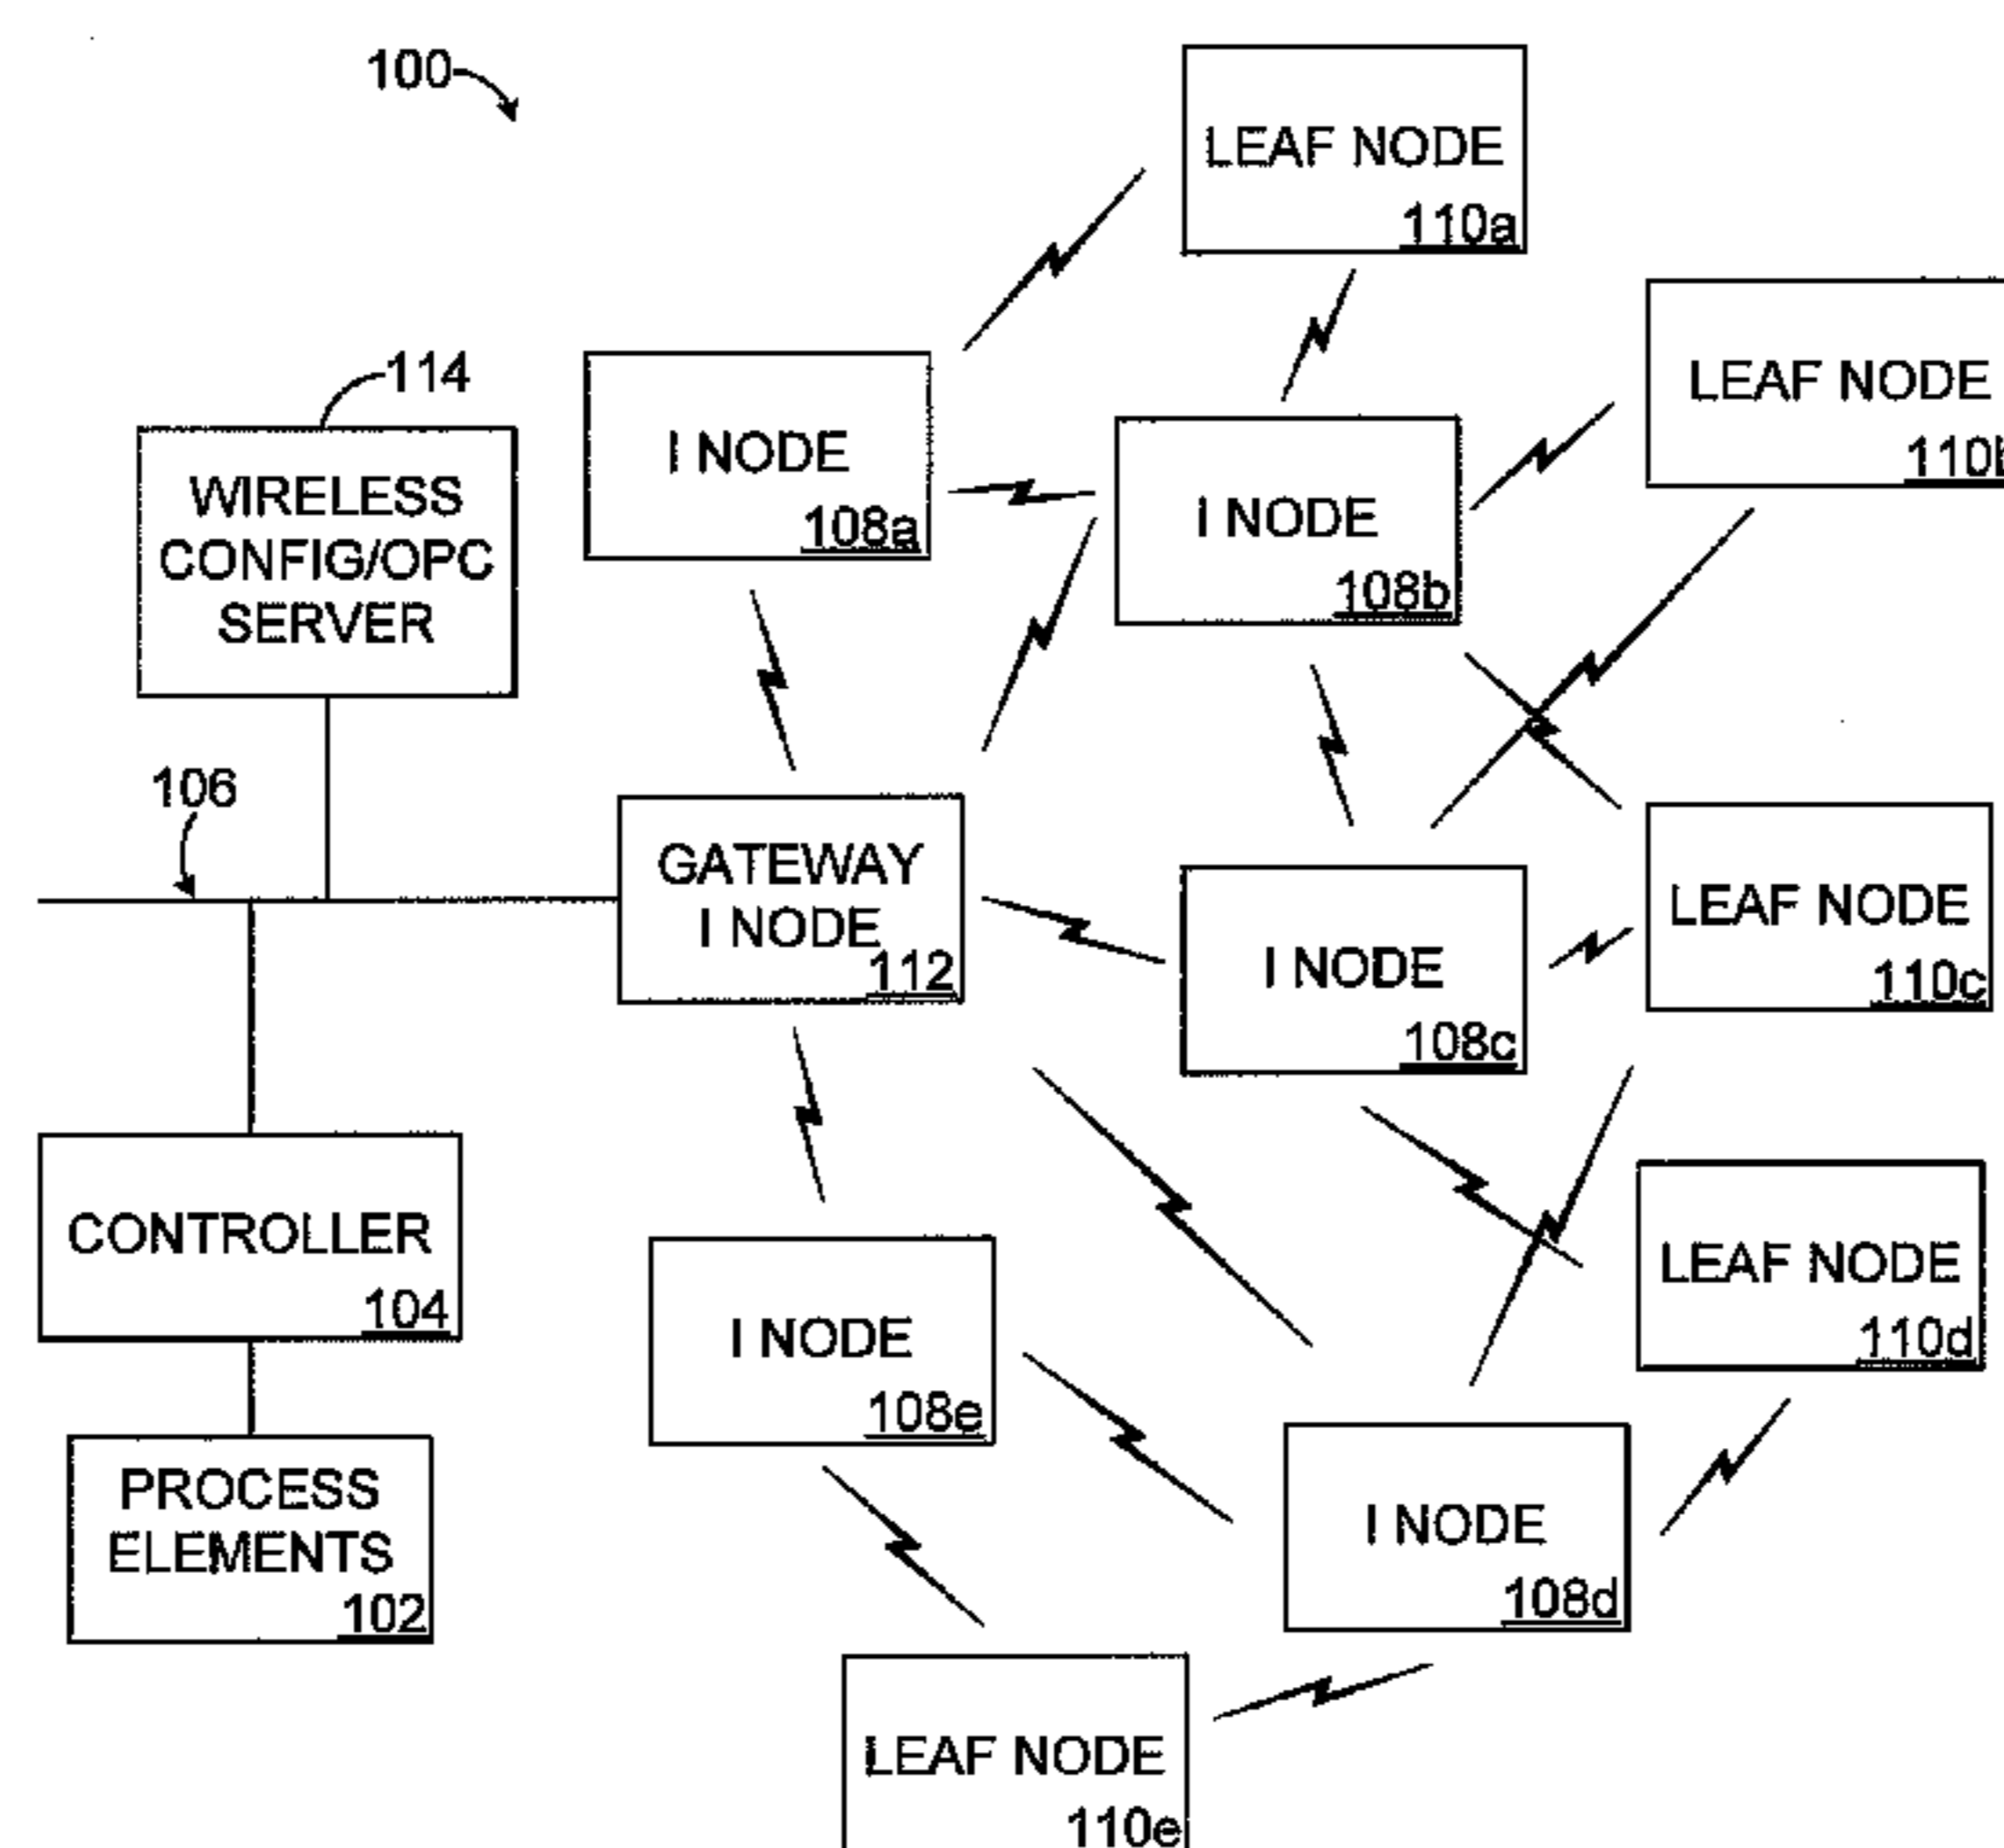 100
LEAF NODE
110a
LEAF NODE
110b
114
WIRELESS
CONFIG/OPC
SERVER
I NODE
108a
I NODE
108b
106
GATEWAY
I NODE
112
LEAF NODE
110c
I NODE
108c
CONTROLLER
104
LEAF NODE
110d
I NODE
108e
PROCESS
ELEMENTS
102
I NODE
108d
LEAF NODE
110e